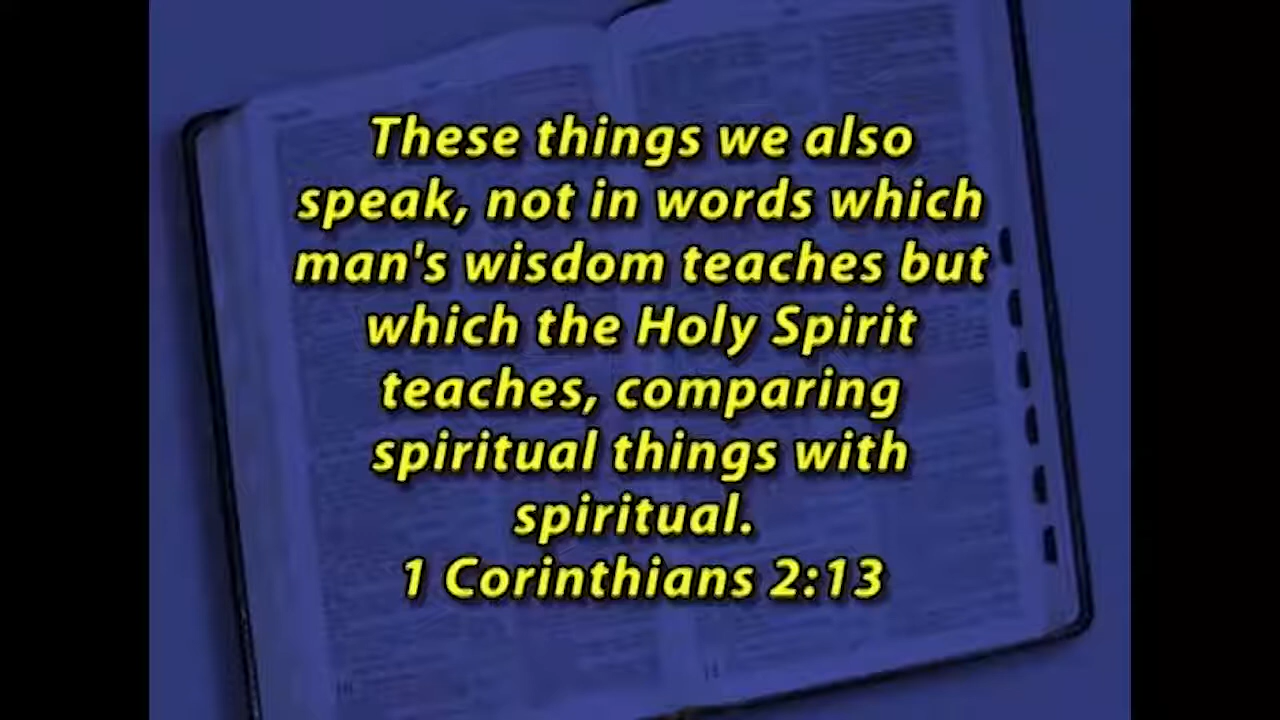 These things we also
speak, not in words which
man's wisdom teaches but
which the Holy Spirit
teaches, comparing
spiritual things with
spiritual.
1 Corinthians 2:13